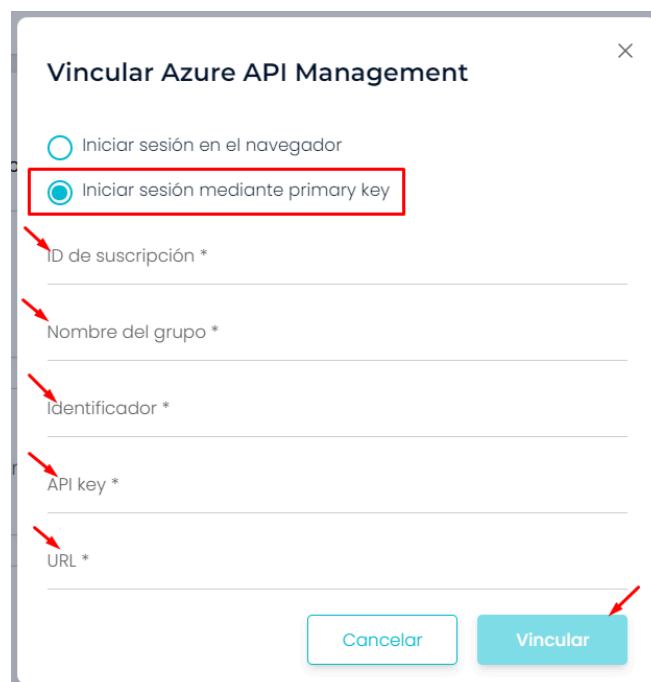 Vincular Azure API Management
Iniciar sesión en el navegador
Iniciar sesión mediante primary key
ID de suscripción *
Nombre del grupo *
Identificador *
API key *
URL *
Cancelar
Vincular